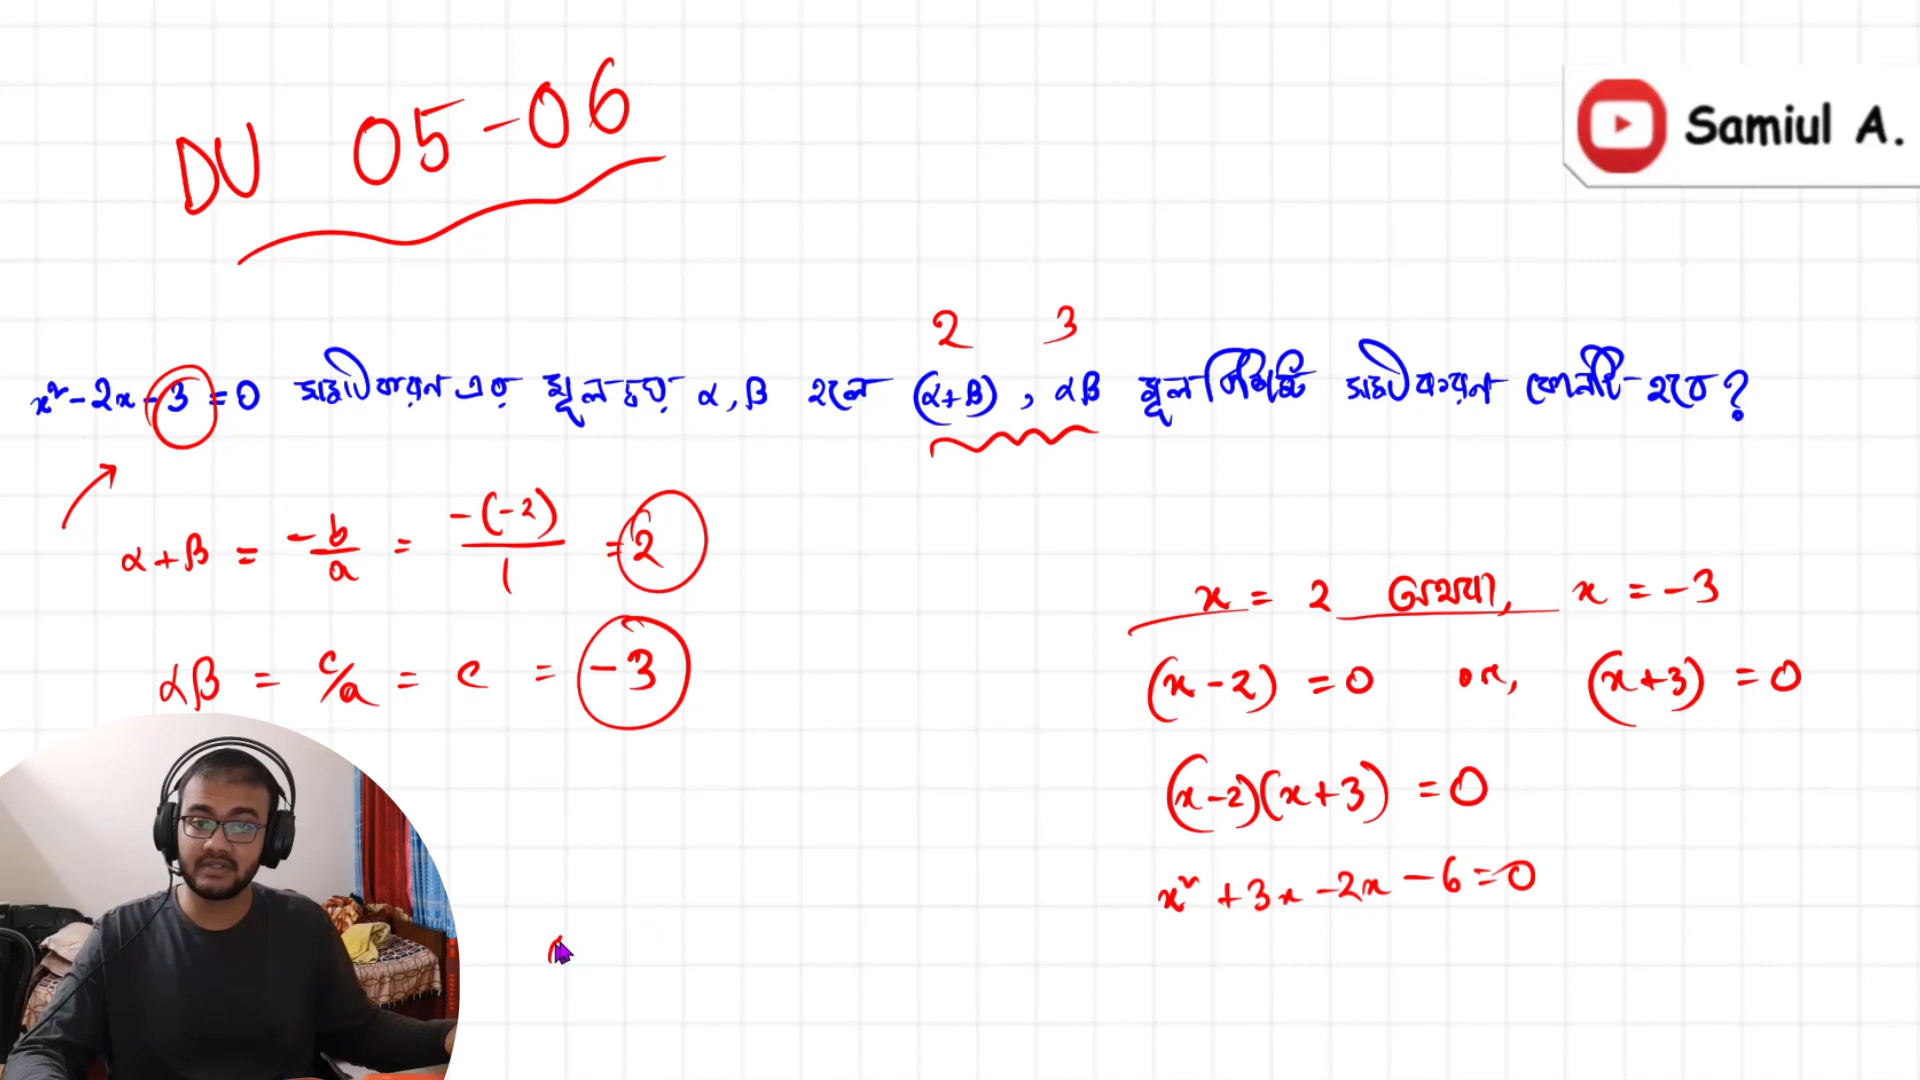 DU 05-06
Samiul A.
2 3
x² - 2x - 3 = 0 সমীকরণ এর মূলদ্বয় α, β হলে (α+β), αβ মূল বিশিষ্ট সমীকরণ কোনটি হবে?
α+β = -b/a = -(-2)/1 = 2
αβ = c/a = c = -3
x = 2 অথবা, x = -3
(x-2) = 0 or, (x+3) = 0
(x-2)(x+3) = 0
x² + 3x - 2x - 6 = 0